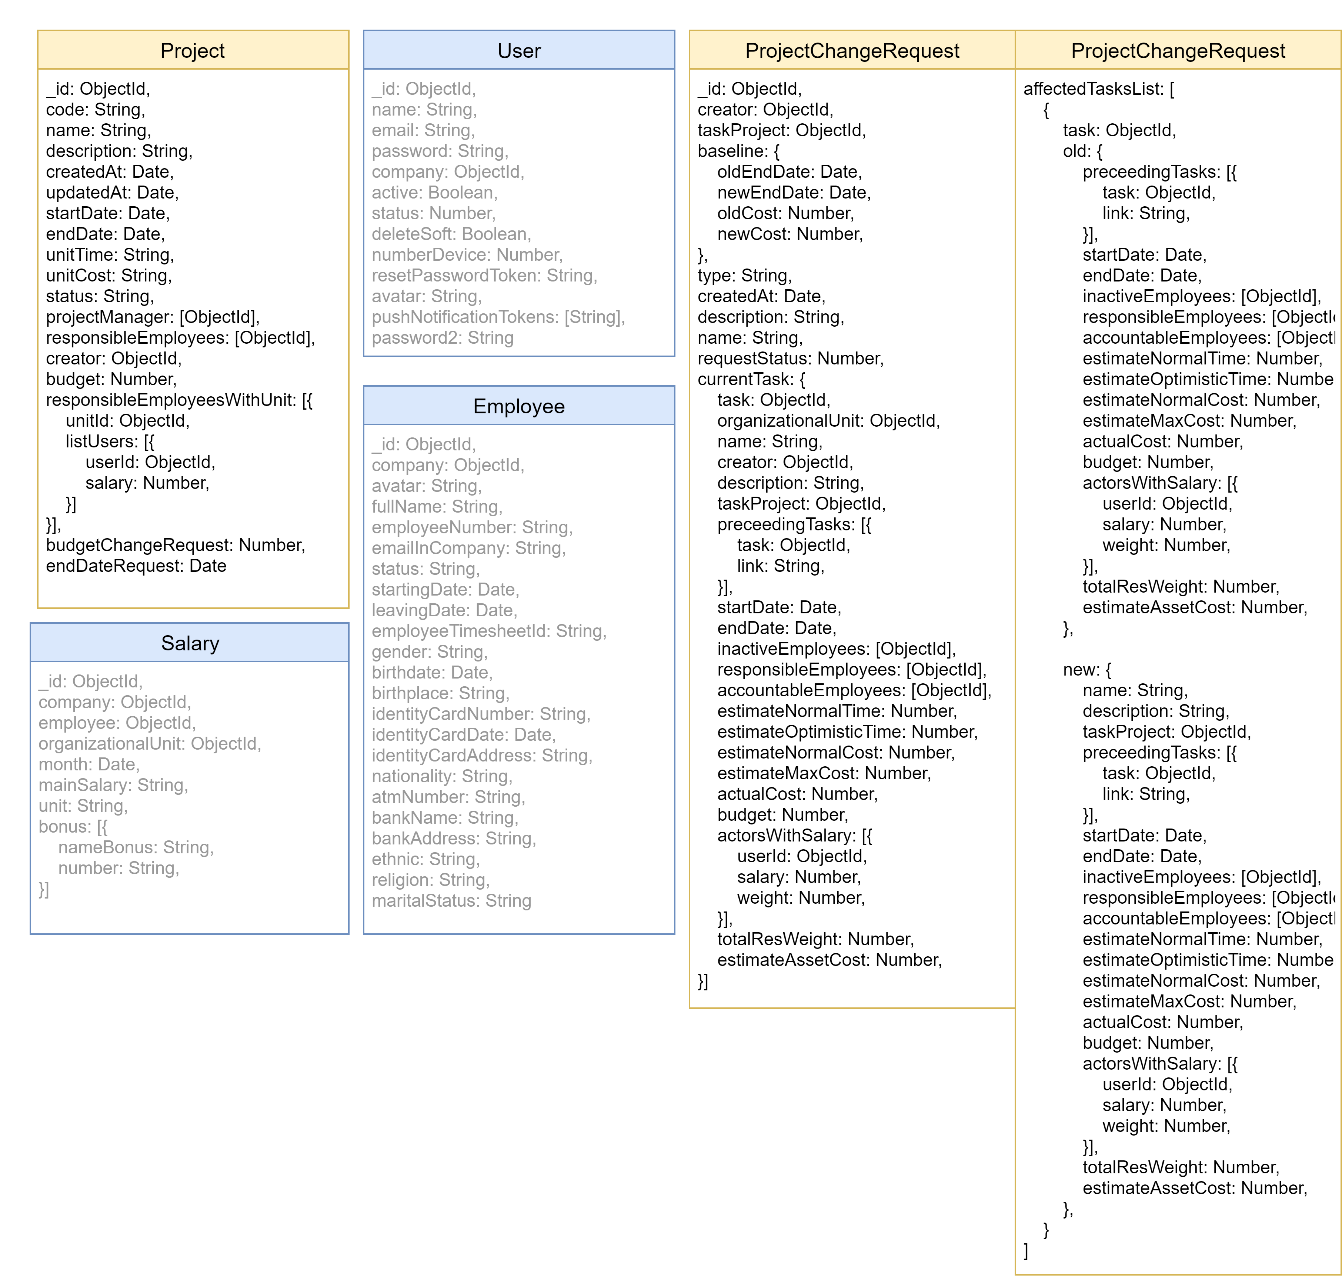 Project
_id: ObjectId,
code: String,
name: String,
description: String,
createdAt: Date,
updatedAt: Date,
startDate: Date,
endDate: Date,
unitTime: String,
unitCost: String,
status: String,
projectManager: [ObjectId],
responsibleEmployees: [ObjectId],
creator: ObjectId,
budget: Number,
responsibleEmployeesWithUnit: [{
unitId: ObjectId,
listUsers: [{
userId: ObjectId,
salary: Number,
}]
}],
budgetChangeRequest: Number,
endDateRequest: Date
Salary
_id: ObjectId,
company: ObjectId,
employee: ObjectId,
organizationalUnit: ObjectId,
month: Date,
mainSalary: String,
unit: String,
bonus: [{
nameBonus: String,
number: String,
}]
User
_id: ObjectId,
name: String,
email: String,
password: String,
company: ObjectId,
active: Boolean,
status: Number,
deleteSoft: Boolean,
numberDevice: Number,
resetPasswordToken: String,
avatar: String,
pushNotificationTokens: [String],
password2: String
Employee
_id: ObjectId,
company: ObjectId,
avatar: String,
fullName: String,
employeeNumber: String,
emailInCompany: String,
status: String,
startingDate: Date,
leavingDate: Date,
employeeTimesheetId: String,
gender: String,
birthdate: Date,
birthplace: String,
identityCardNumber: String,
identityCardDate: Date,
identityCardAddress: String,
nationality: String,
atmNumber: String,
bankName: String,
bankAddress: String,
ethnic: String,
religion: String,
maritalStatus: String
ProjectChangeRequest
_id: ObjectId,
creator: ObjectId,
taskProject: ObjectId,
baseline: {
oldEndDate: Date,
newEndDate: Date,
oldCost: Number,
newCost: Number,
},
type: String,
createdAt: Date,
description: String,
name: String,
requestStatus: Number,
currentTask: {
task: ObjectId,
organizationalUnit: ObjectId,
name: String,
creator: ObjectId,
description: String,
taskProject: ObjectId,
preceedingTasks: [{
task: ObjectId,
link: String,
}],
startDate: Date,
endDate: Date,
inactiveEmployees: [ObjectId],
responsibleEmployees: [ObjectId],
accountableEmployees: [ObjectId],
estimateNormalTime: Number,
estimateOptimisticTime: Number,
estimateNormalCost: Number,
estimateMaxCost: Number,
actualCost: Number,
budget: Number,
actorsWithSalary: [{
userId: ObjectId,
salary: Number,
weight: Number,
}],
totalResWeight: Number,
estimateAssetCost: Number,
}]
ProjectChangeRequest
affectedTasksList: [
{
task: ObjectId,
old: {
preceedingTasks: [{
task: ObjectId,
link: String,
}],
startDate: Date,
endDate: Date,
inactiveEmployees: [ObjectId],
responsibleEmployees: [Object
accountableEmployees: [Object
estimateNormalTime: Number,
estimateOptimisticTime: Numbe
estimateNormalCost: Number,
estimateMaxCost: Number,
actualCost: Number,
budget: Number,
actorsWithSalary: [{
userId: ObjectId,
salary: Number,
weight: Number,
}],
totalResWeight: Number,
estimateAssetCost: Number,
},
new: {
name: String,
description: String,
taskProject: ObjectId,
preceedingTasks: [{
task: ObjectId,
link: String,
}],
startDate: Date,
endDate: Date,
inactiveEmployees: [ObjectId],
responsibleEmployees: [Object
accountableEmployees: [Object
estimateNormalTime: Number,
estimateOptimisticTime: Numbe
estimateNormalCost: Number,
estimateMaxCost: Number,
actualCost: Number,
budget: Number,
actorsWithSalary: [{
userId: ObjectId,
salary: Number,
weight: Number,
}],
totalResWeight: Number,
estimateAssetCost: Number,
},
}
]